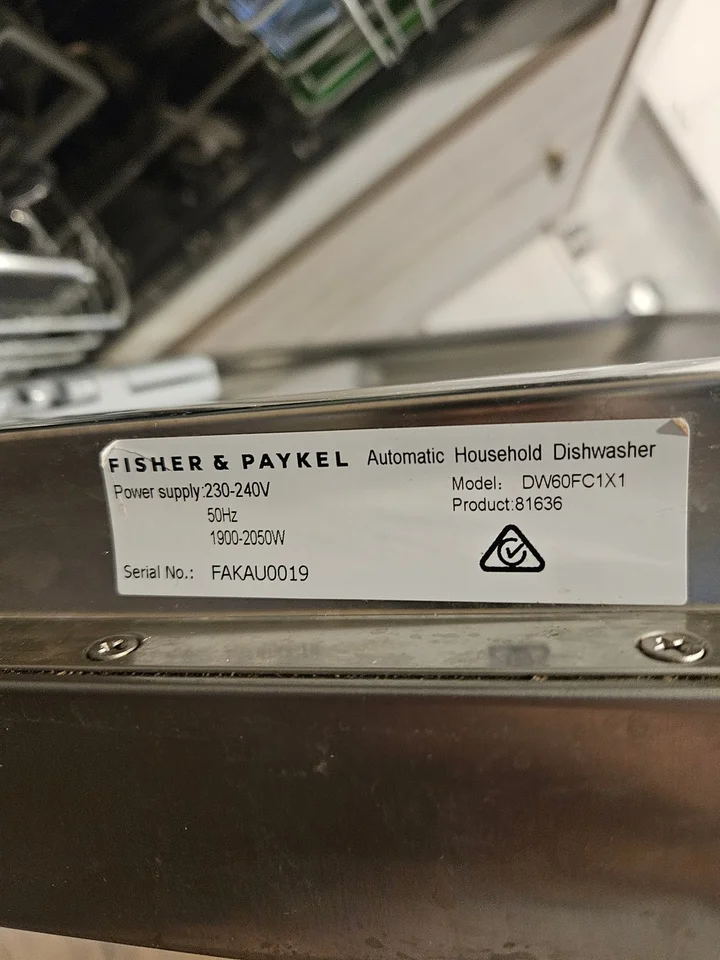 FISHER & PAYKEL Automatic Household Dishwasher
Power supply:230-240V
50Hz
1900-2050W
Model: DW60FC1X1
Product:81636
Serial No.: FAKAU0019